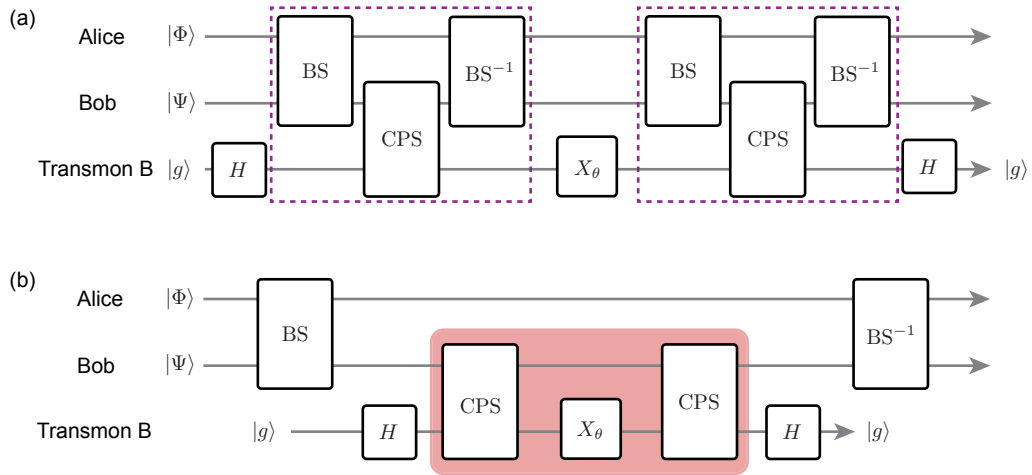 (a)
Alice |Φ⟩ BS BS⁻¹ BS BS⁻¹
Bob |Ψ⟩ CPS CPS
Transmon B |g⟩ H X_θ H |g⟩
(b)
Alice |Φ⟩ BS BS⁻¹
Bob |Ψ⟩ CPS CPS
Transmon B |g⟩ H X_θ H |g⟩